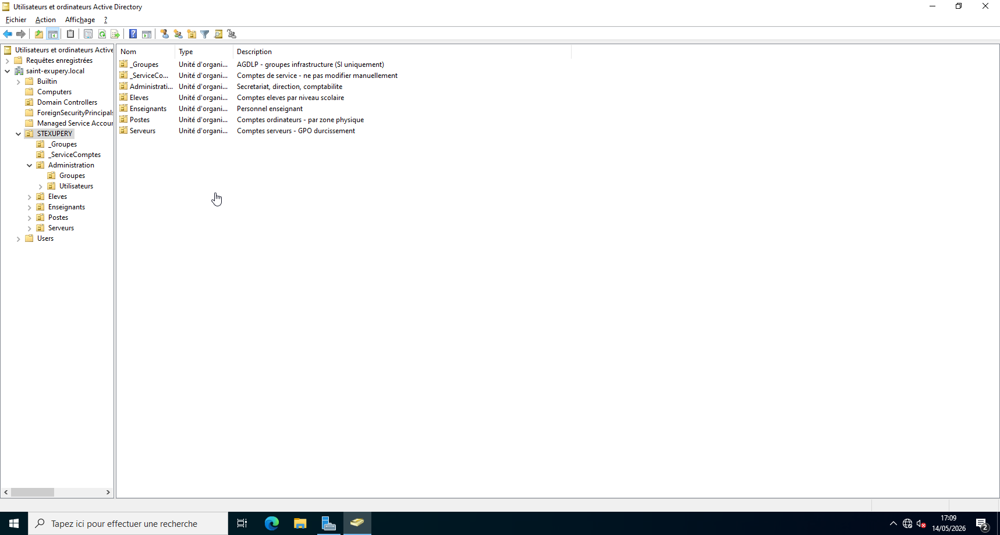 Utilisateurs et ordinateurs Active Directory
Fichier Action Affichage ?
Utilisateurs et ordinateurs Active
Requêtes enregistrées
saint-exupery.local
Builtin
Computers
Domain Controllers
ForeignSecurityPrincipals
Managed Service Accour
STEXUPERY
_Groupes
_ServiceComptes
Administration
Groupes
Utilisateurs
Eleves
Enseignants
Postes
Serveurs
Users
Nom Type Description
_Groupes Unité d'organi... AGDLP - groupes infrastructure (SI uniquement)
_ServiceCo... Unité d'organi... Comptes de service - ne pas modifier manuellement
Administrati... Unité d'organi... Secretariat, direction, comptabilite
Eleves Unité d'organi... Comptes eleves par niveau scolaire
Enseignants Unité d'organi... Personnel enseignant
Postes Unité d'organi... Comptes ordinateurs - par zone physique
Serveurs Unité d'organi... Comptes serveurs - GPO durcissement
Tapez ici pour effectuer une recherche
17:09
14/05/2026
2